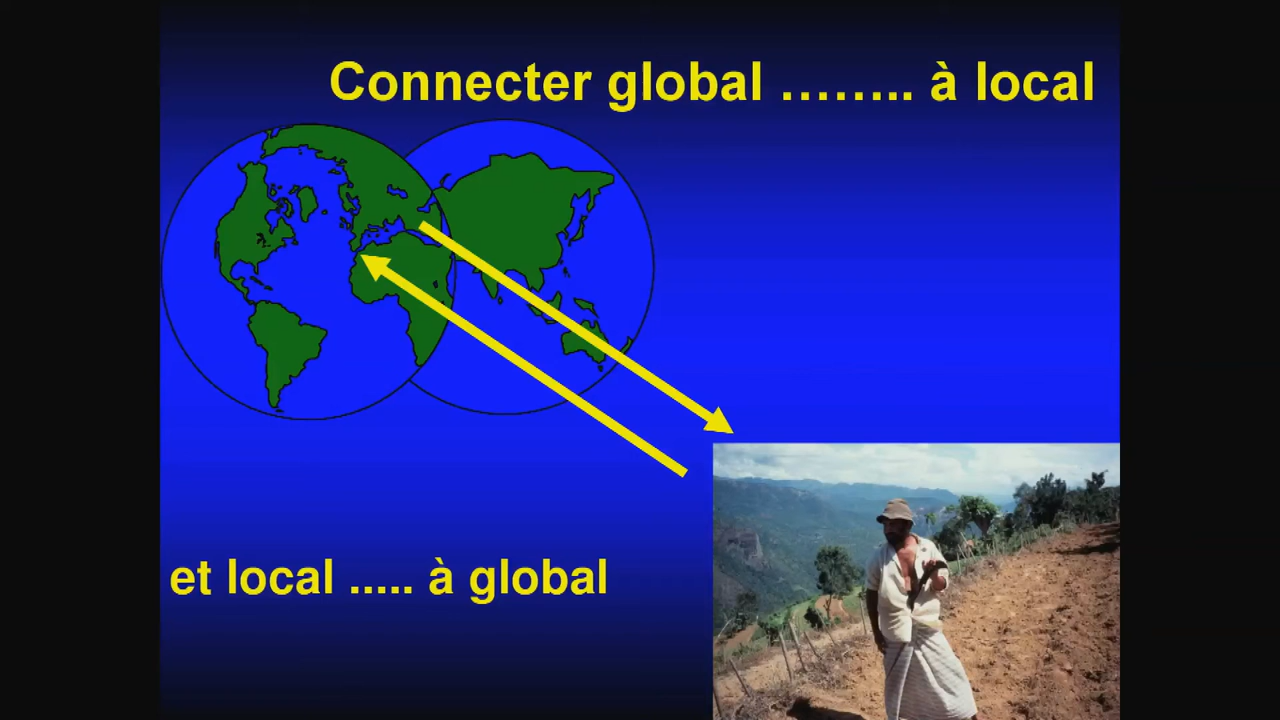 Connecter global …….. à local
et local ..... à global